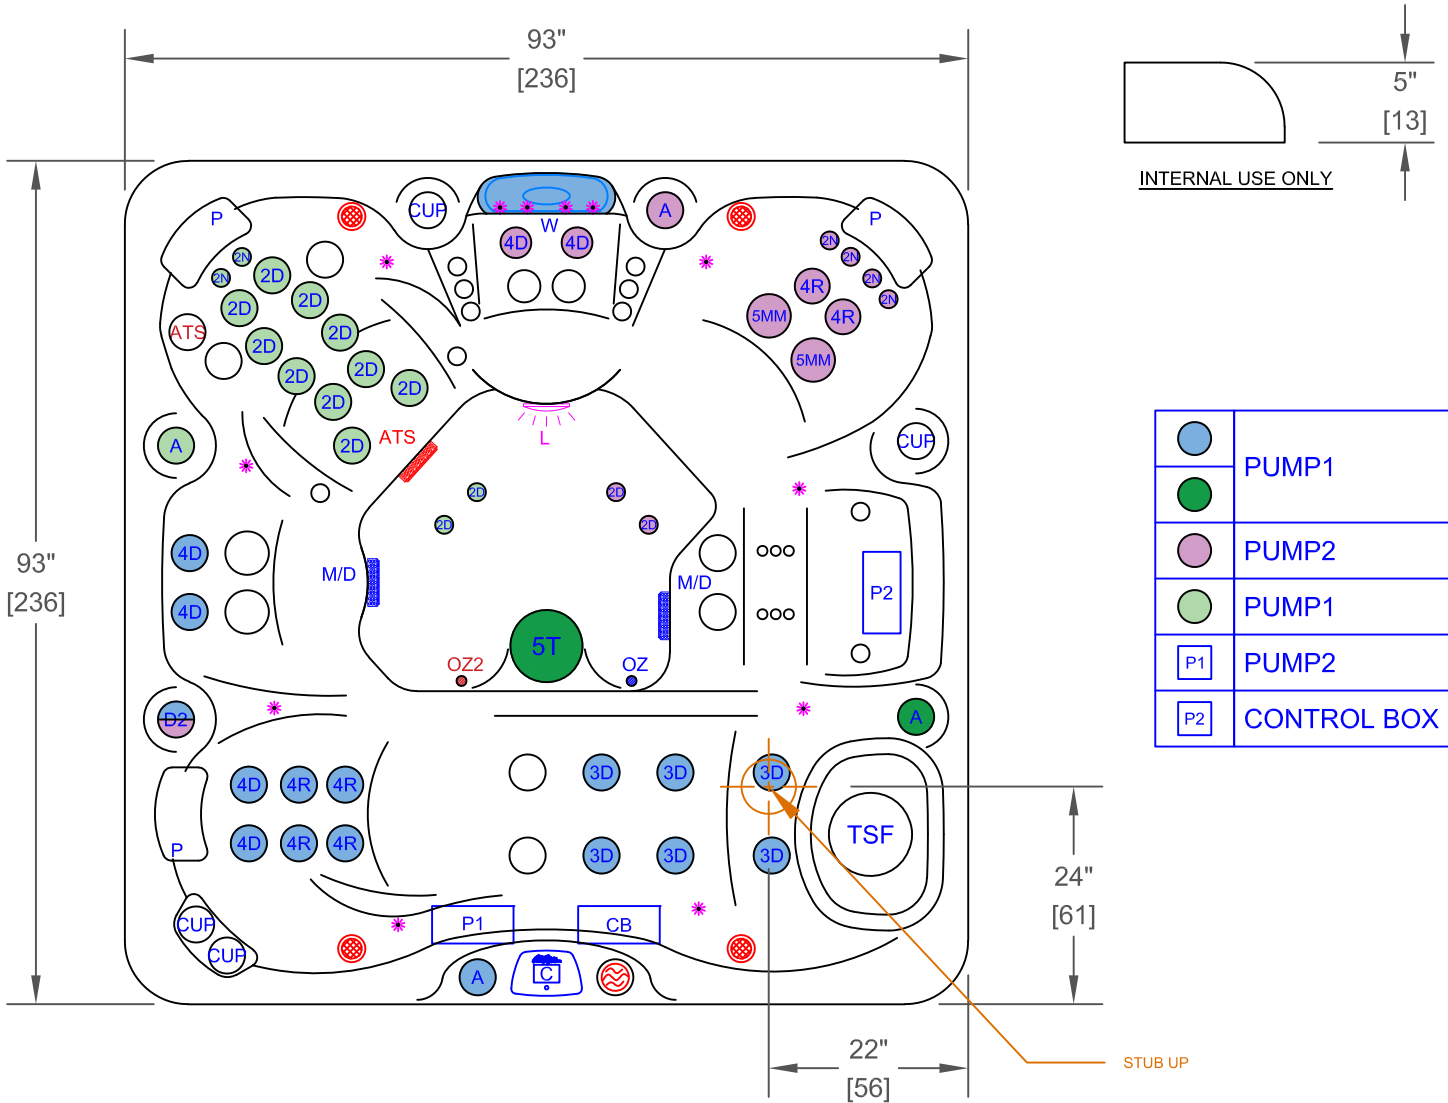 93"
[236]
5"
[13]
INTERNAL USE ONLY
P
CUP
W
A
P
4D
4D
2N
2N
2D
2D
2D
2N
2N
2N
2N
4R
4R
5MM
5MM
ATS
2D
2D
2D
2D
2D
2D
2D
ATS
L
A
CUP
PUMP1
PUMP2
PUMP1
P1
PUMP2
P2
CONTROL BOX
2D
2D
2D
2D
93"
[236]
4D
4D
M/D
M/D
P2
5T
OZ2
OZ
D2
A
4D
4R
4R
3D
3D
3D
4D
4R
4R
3D
3D
3D
TSF
P
CUP
CUP
P1
CB
A
C
24"
[61]
22"
[56]
STUB UP